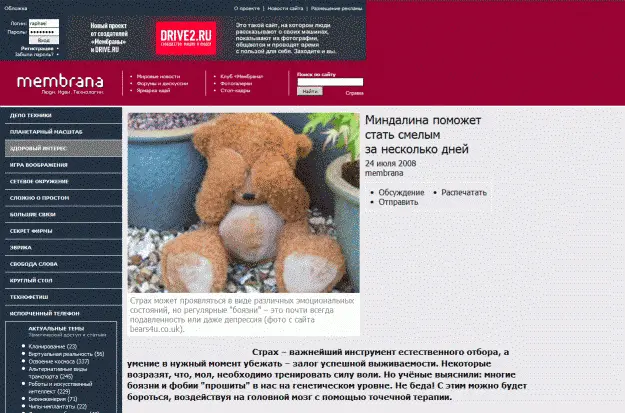 Обложка
О проекте | Новости сайта | Размещение рекламы
Логин: raphael
Пароль: ********
Вход
Регистрация •
Забыли пароль? •
Новый проект
от создателей
«Мембраны»
и DRIVE.RU
DRIVE2.RU
Это такой сайт, на котором люди
рассказывают о своих машинах,
показывают их фотографии,
общаются и проводят время
с пользой для себя. Заходите и вы.
membrana
Люди. Идеи. Технологии.
• Мировые новости
• Форумы и дискуссии
• Ярмарка идей
• Клуб «Мембрана»
• Фотогалереи
• Стоп-кадры
Поиск по сайту
Найти
Справка
ДЕЛО ТЕХНИКИ
ПЛАНЕТАРНЫЙ МАСШТАБ
ЗДОРОВЫЙ ИНТЕРЕС
ИГРА ВООБРАЖЕНИЯ
СЕТЕВОЕ ОКРУЖЕНИЕ
СЛОЖНО О ПРОСТОМ
БОЛЬШИЕ СВЯЗИ
СЕКРЕТ ФИРМЫ
ЭВРИКА
СВОБОДА СЛОВА
КРУГЛЫЙ СТОЛ
ТЕХНОФЕТИШ
ИСПОРЧЕННЫЙ ТЕЛЕФОН
АКТУАЛЬНЫЕ ТЕМЫ
Тематический доступ к статьям
• Клонирование (23)
• Виртуальная реальность (56)
• Освоение космоса (337)
• Альтернативные виды
транспорта (245)
• Роботы и искусственный
интеллект (229)
• Биоинженерия (71)
• Чипы-имплантаты (22)
Миндалина поможет
стать смелым
за несколько дней
24 июля 2008
membrana
• Обсуждение • Распечатать
• Отправить
Страх может проявляться в виде различных эмоциональных
состояний, но регулярные "боязни" – это почти всегда
подавленность или даже депрессия (фото с сайта
bears4u.co.uk).
Страх – важнейший инструмент естественного отбора, а
умение в нужный момент убежать – залог успешной выживаемости. Некоторые
возразят, что, мол, необходимо тренировать силу воли. Но учёные выяснили: многие
боязни и фобии "прошиты" в нас на генетическом уровне. Не беда! С этим можно будет
бороться, воздействуя на головной мозг с помощью точечной терапии.